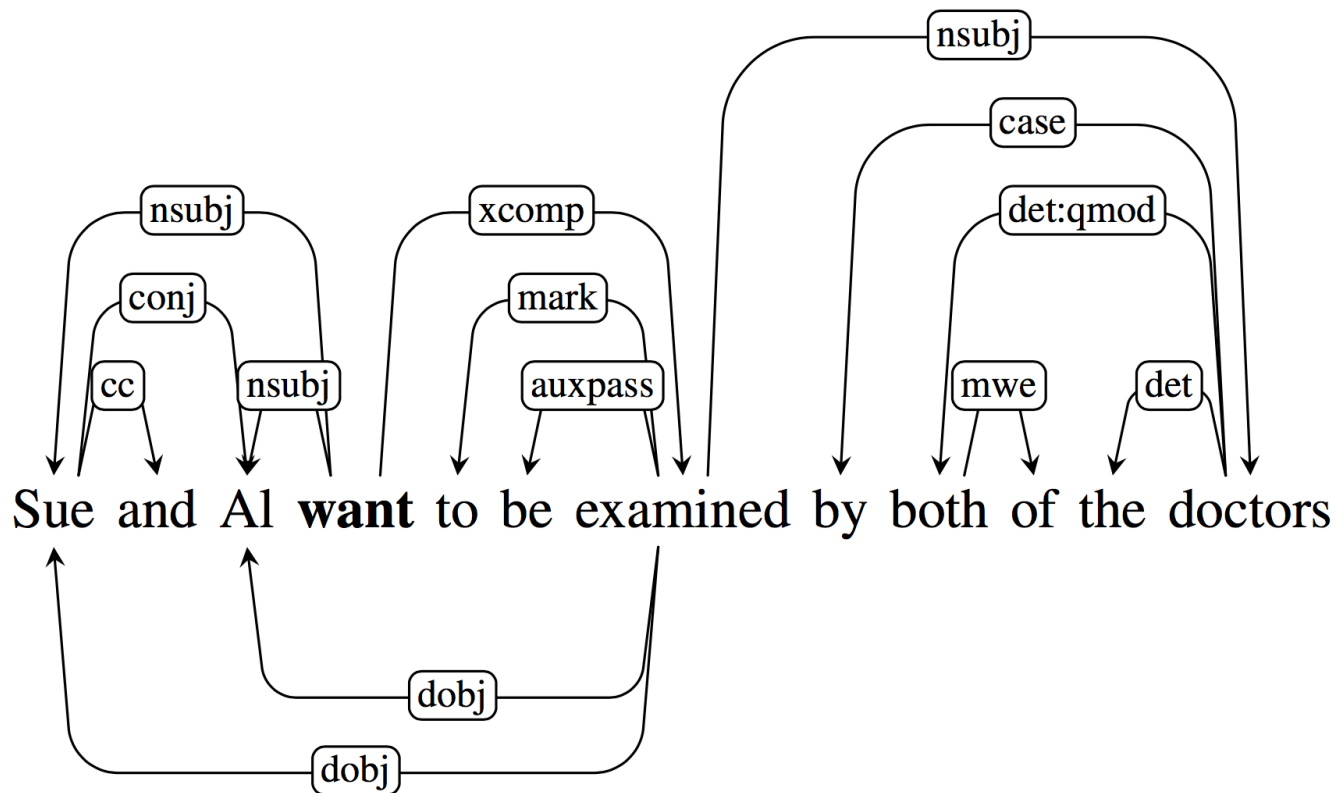 nsubj
case
nsubj xcomp det:qmod
conj mark
cc nsubj auxpass mwe det
Sue and Al want to be examined by both of the doctors
dobj
dobj